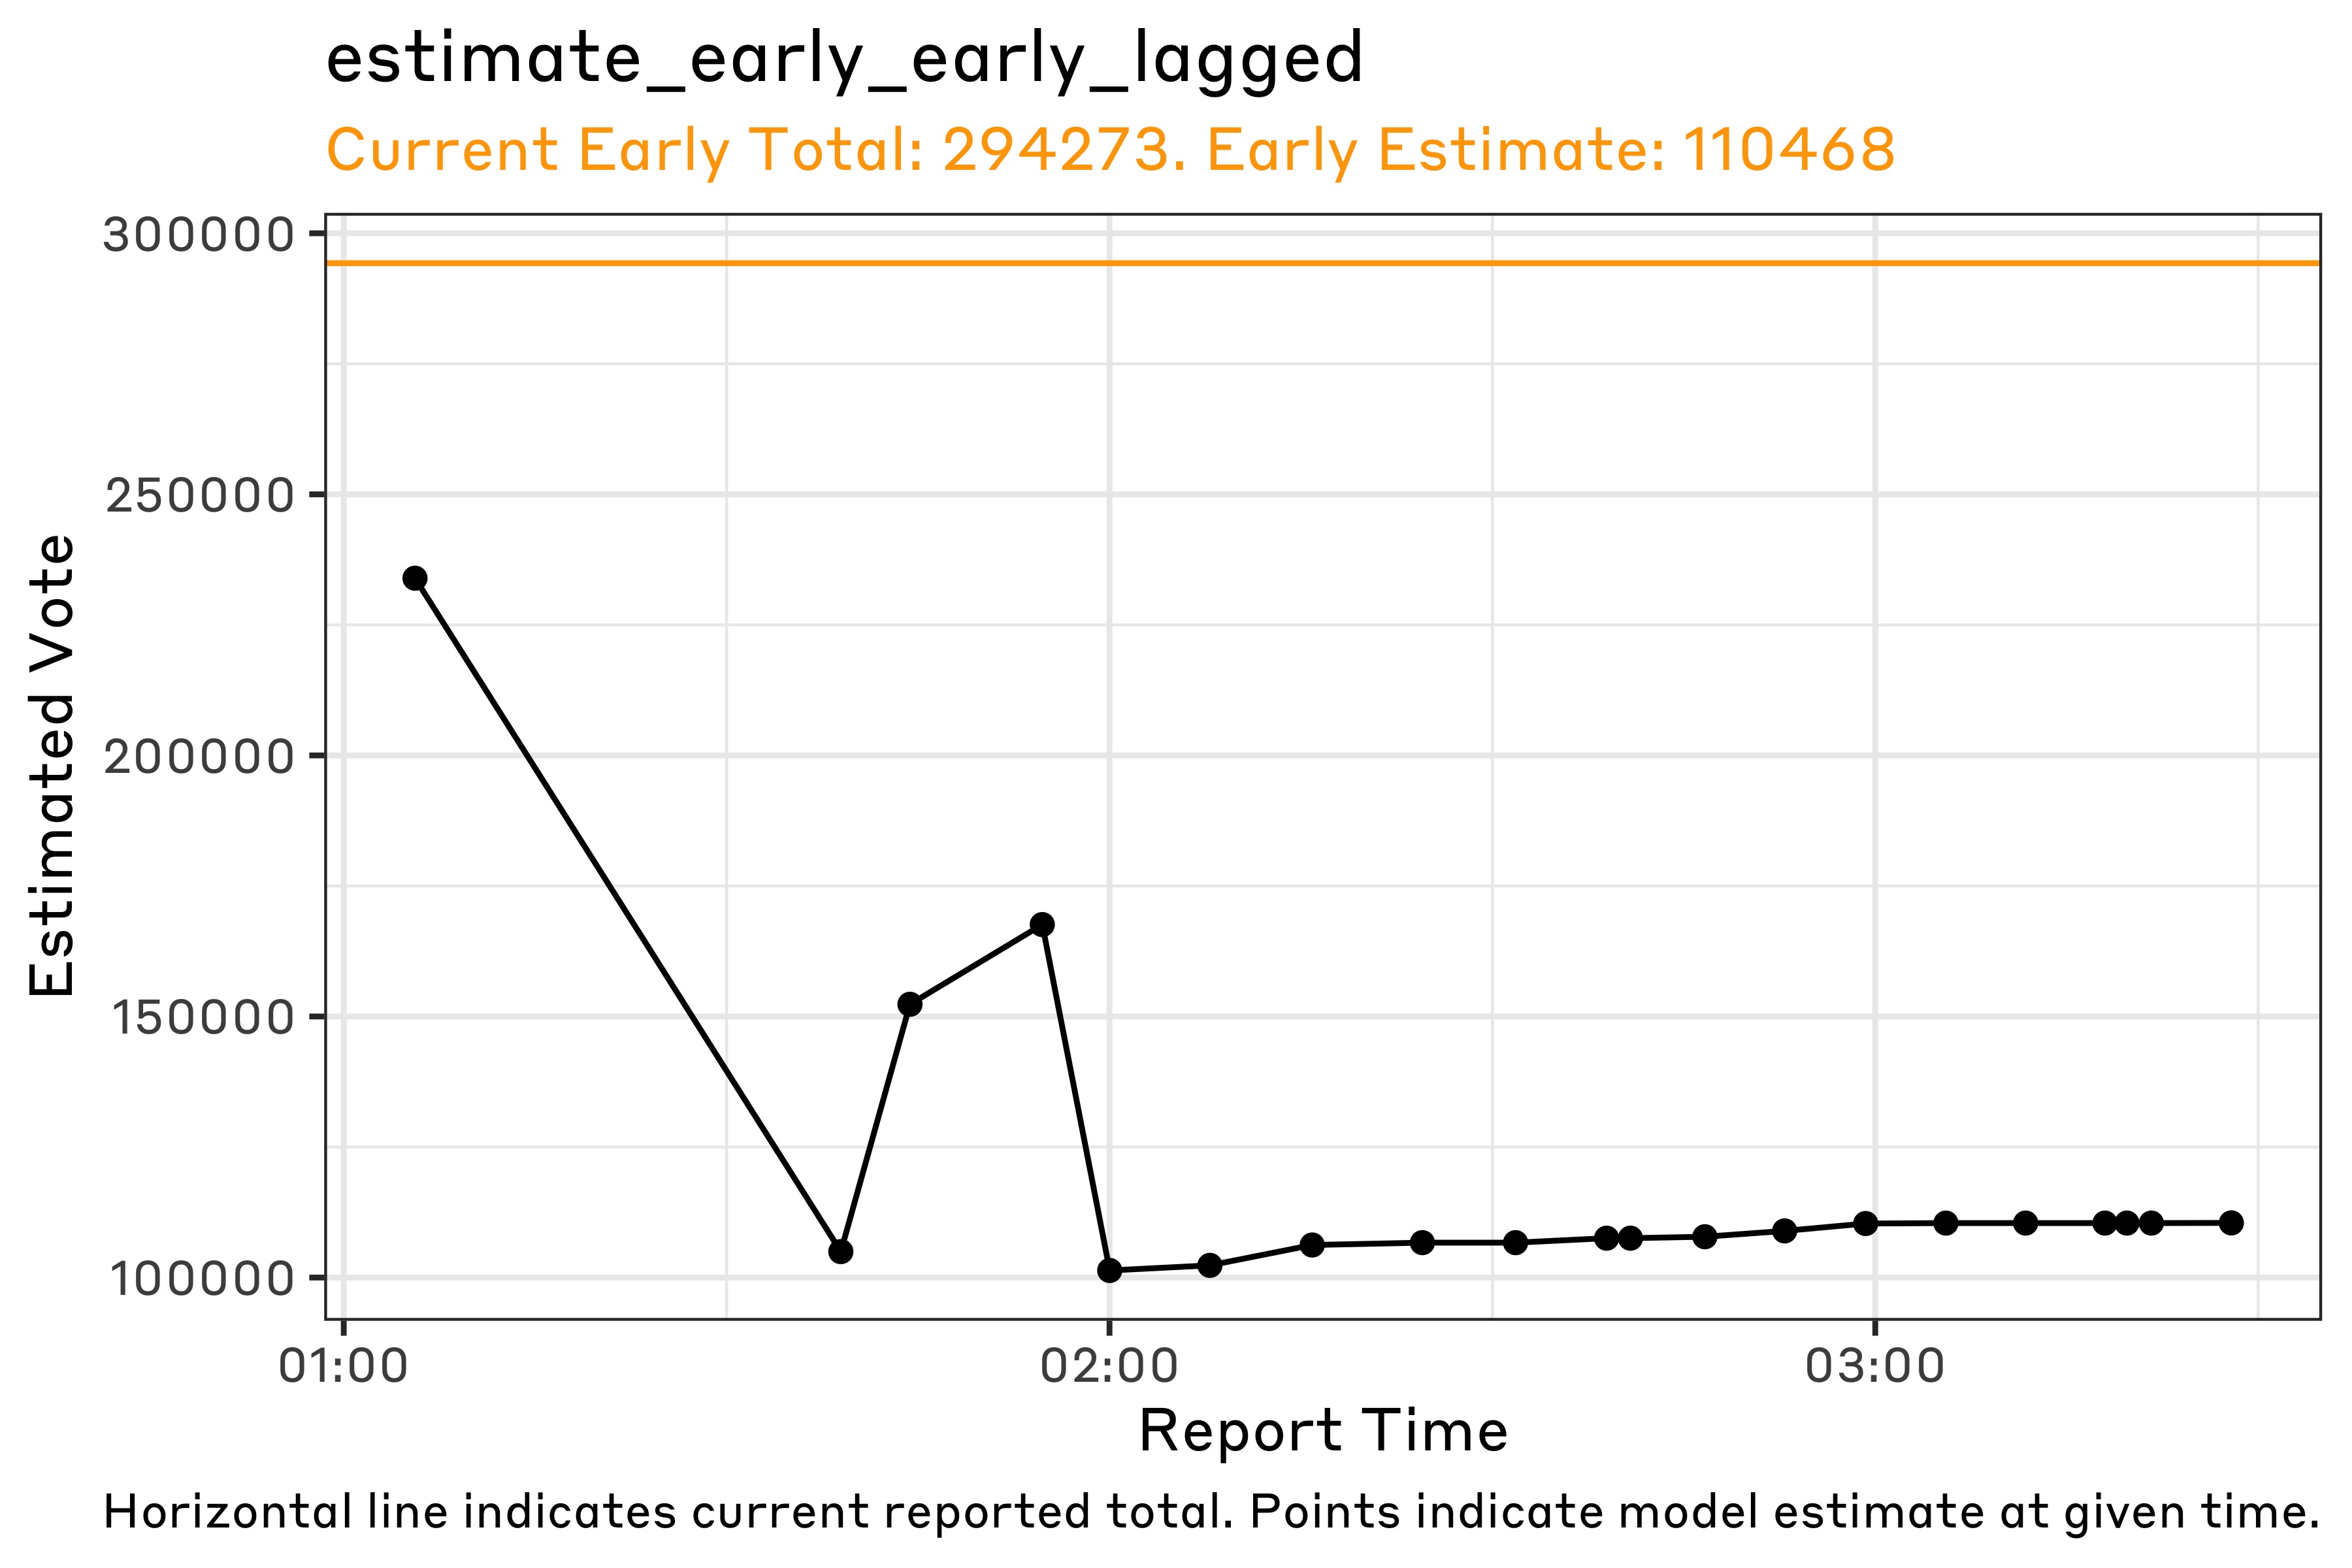 estimate_early_early_lagged
Current Early Total: 294273. Early Estimate: 110468
Estimated Vote
300000
250000
200000
150000
100000
01:00 02:00 03:00
Report Time
Horizontal line indicates current reported total. Points indicate model estimate at given time.